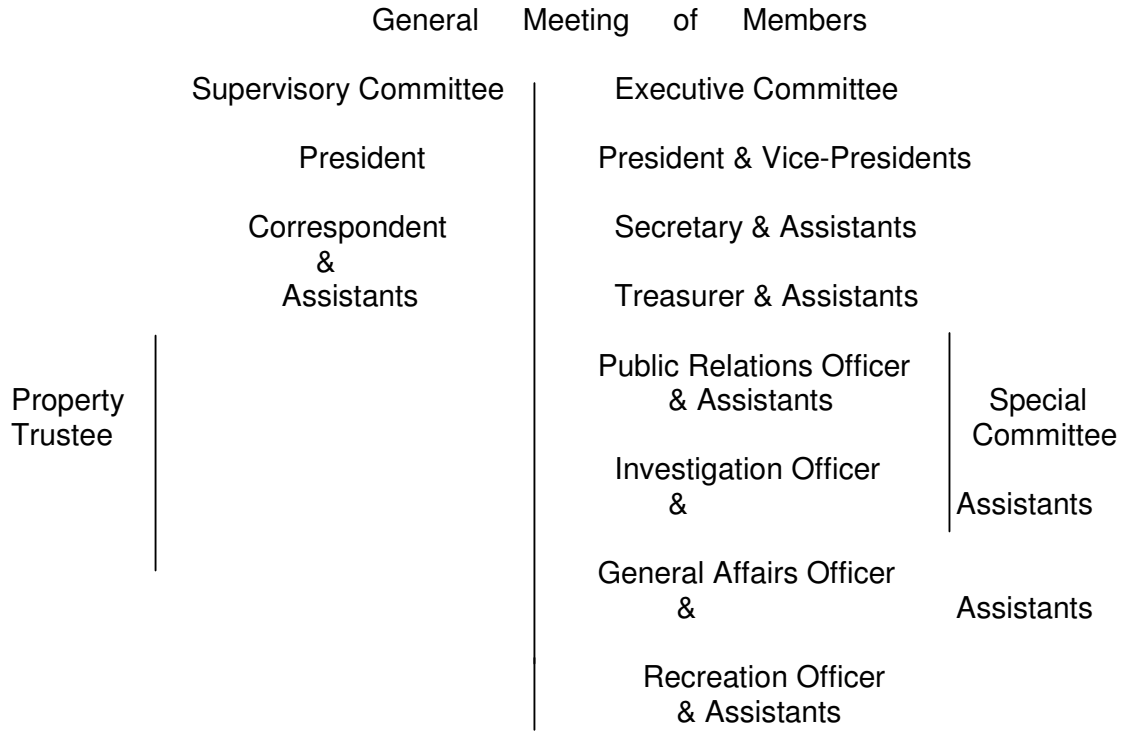 General Meeting of Members
Supervisory Committee Executive Committee
President President & Vice-Presidents
Correspondent Secretary & Assistants
&
Assistants Treasurer & Assistants
Public Relations Officer
Property & Assistants Special
Trustee Committee
Investigation Officer
& Assistants
General Affairs Officer
& Assistants
Recreation Officer
& Assistants